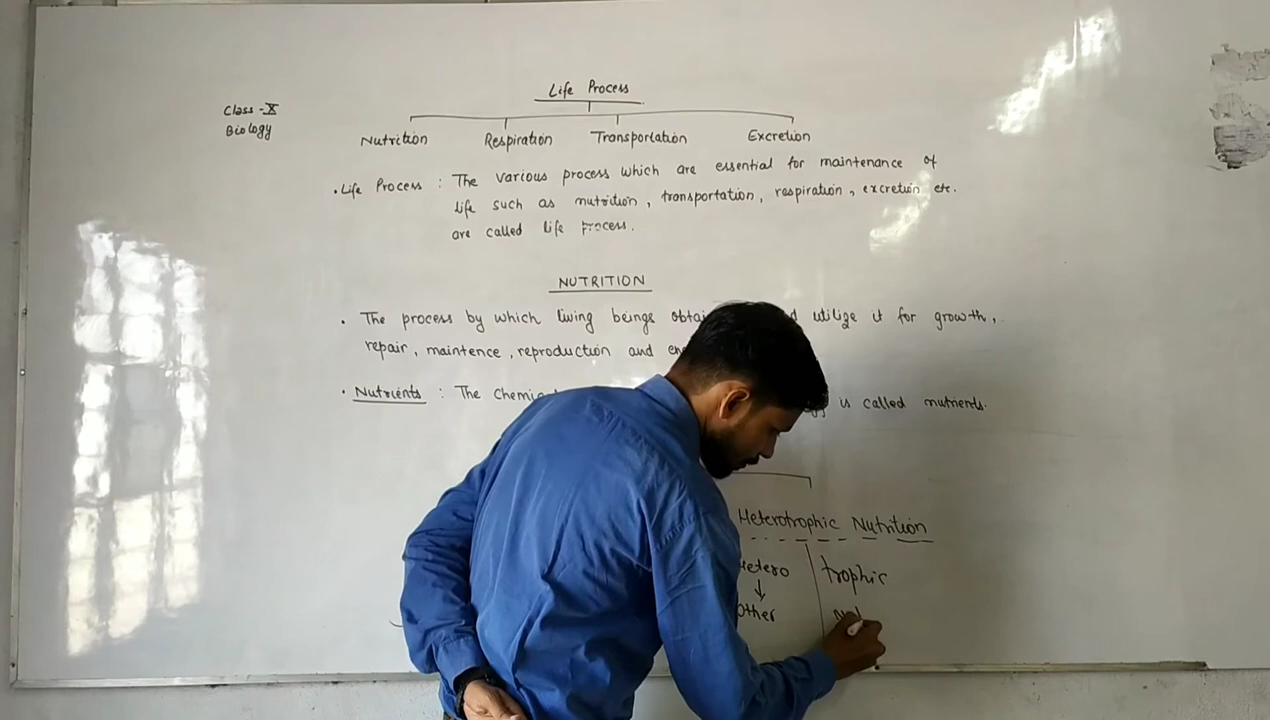 Life Process
Class - X
Biology
Nutrition Respiration Transportation Excretion
• Life Process : The various process which are essential for maintenance of
life such as nutrition, transportation, respiration, excretion etc.
are called life process.
NUTRITION
• The process by which living beings utilize it for growth,
repair, maintence, reproduction and
• Nutrients : The is called nutrients.
Heterotrophic Nutrition
Hetero trophic
↓
Other